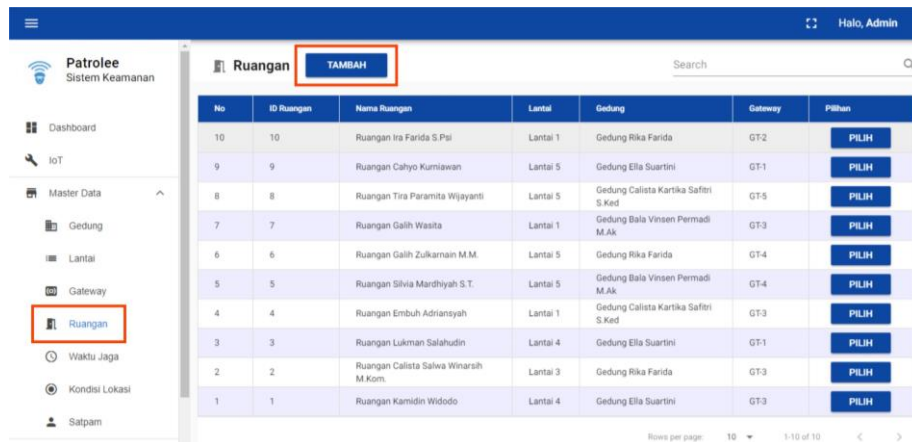 Halo, Admin
Patrolee
Sistem Keamanan
Dashboard
IoT
Master Data
Gedung
Lantai
Gateway
Ruangan
Waktu Jaga
Kondisi Lokasi
Satpam
Ruangan TAMBAH Search
No ID Ruangan Nama Ruangan Lantai Gedung Gateway Pilihan
10 10 Ruangan Ira Farida S.Psi Lantai 1 Gedung Rika Farida GT-2 PILIH
9 9 Ruangan Cahyo Kurniawan Lantai 5 Gedung Ella Suartini GT-1 PILIH
8 8 Ruangan Tira Paramita Wijayanti Lantai 5 Gedung Calista Kartika Safitri S.Ked GT-5 PILIH
7 7 Ruangan Galih Wasita Lantai 1 Gedung Bala Vinsen Permadi M.Ak GT-3 PILIH
6 6 Ruangan Galih Zulkarnain M.M. Lantai 5 Gedung Rika Farida GT-4 PILIH
5 5 Ruangan Silvia Mardhiyah S.T. Lantai 5 Gedung Bala Vinsen Permadi M.Ak GT-4 PILIH
4 4 Ruangan Embuh Adriansyah Lantai 1 Gedung Calista Kartika Safitri S.Ked GT-3 PILIH
3 3 Ruangan Lukman Salahudin Lantai 4 Gedung Ella Suartini GT-1 PILIH
2 2 Ruangan Calista Salwa Winarsih M.Kom. Lantai 3 Gedung Rika Farida GT-3 PILIH
1 1 Ruangan Kamidin Widodo Lantai 4 Gedung Ella Suartini GT-3 PILIH
Rows per page: 10 1-10 of 10